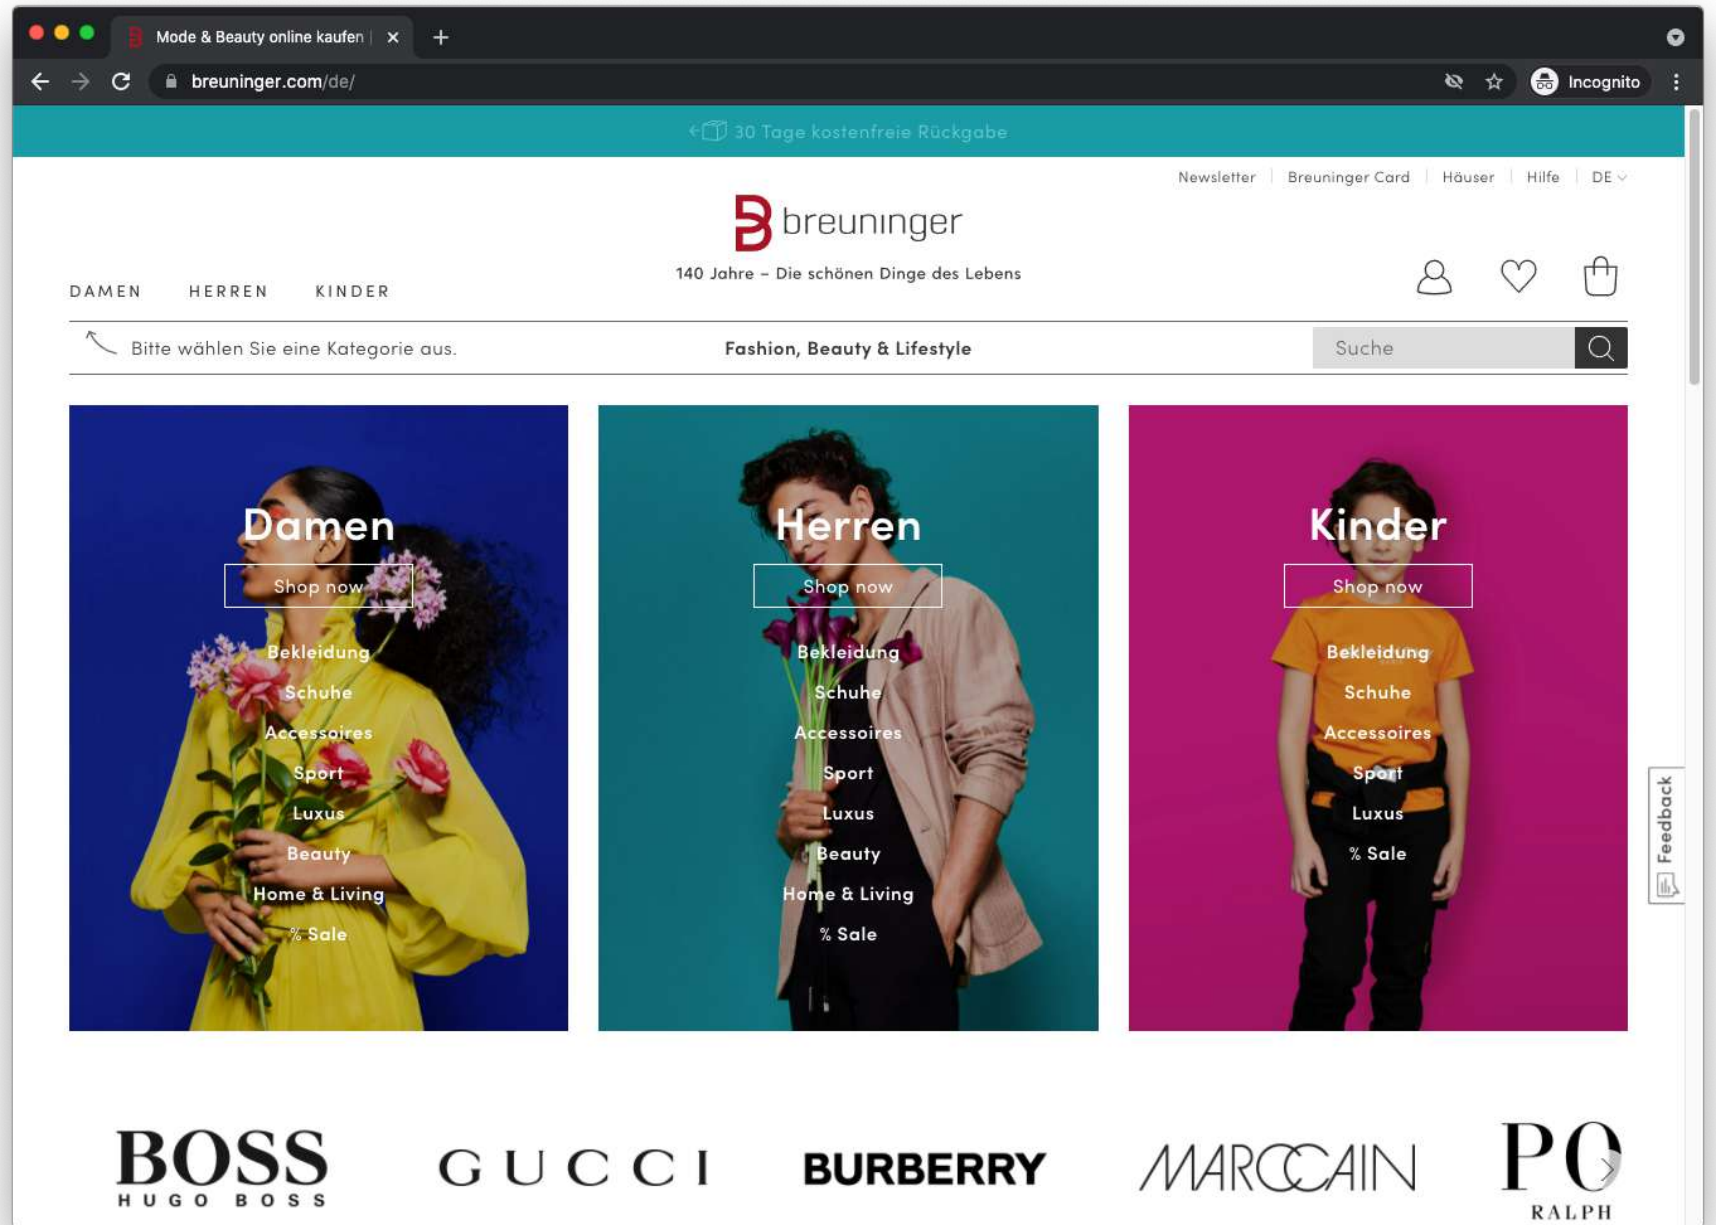 Mode & Beauty online kaufen |
breuninger.com/de/
Incognito
30 Tage kostenfreie Rückgabe
Newsletter | Breuninger Card | Häuser | Hilfe | DE
breuninger
140 Jahre – Die schönen Dinge des Lebens
DAMEN HERREN KINDER
Bitte wählen Sie eine Kategorie aus.
Fashion, Beauty & Lifestyle
Suche
Damen
Shop now
Bekleidung
Schuhe
Accessoires
Sport
Luxus
Beauty
Home & Living
% Sale
Herren
Shop now
Bekleidung
Schuhe
Accessoires
Sport
Luxus
Beauty
Home & Living
% Sale
Kinder
Shop now
Bekleidung
Schuhe
Accessoires
Sport
Luxus
% Sale
Feedback
BOSS
HUGO BOSS
GUCCI
BURBERRY
MARCCAIN
PO
RALPH